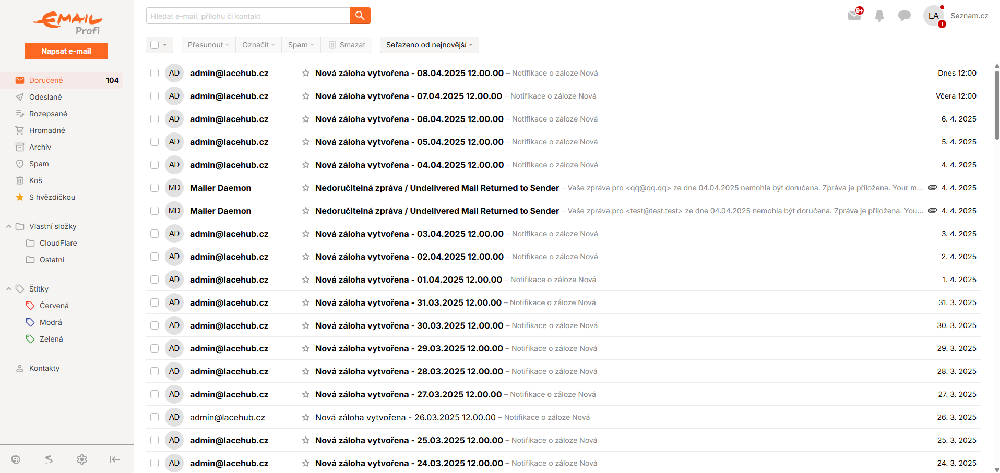 EMAIL
Profi
Napsat e-mail
Doručené 104
Odeslané
Rozepsané
Hromadné
Archiv
Spam
Koš
S hvězdičkou
Vlastní složky
CloudFlare
Ostatní
Štítky
Červená
Modrá
Zelená
Kontakty
Hledat e-mail, přílohu či kontakt
9+
LA
!
Seznam.cz
Přesunout Označit Spam Smazat Seřazeno od nejnovější
AD admin@lacehub.cz Nová záloha vytvořena - 08.04.2025 12.00.00 – Notifikace o záloze Nová Dnes 12:00
AD admin@lacehub.cz Nová záloha vytvořena - 07.04.2025 12.00.00 – Notifikace o záloze Nová Včera 12:00
AD admin@lacehub.cz Nová záloha vytvořena - 06.04.2025 12.00.00 – Notifikace o záloze Nová 6. 4. 2025
AD admin@lacehub.cz Nová záloha vytvořena - 05.04.2025 12.00.00 – Notifikace o záloze Nová 5. 4. 2025
AD admin@lacehub.cz Nová záloha vytvořena - 04.04.2025 12.00.00 – Notifikace o záloze Nová 4. 4. 2025
MD Mailer Daemon Nedoručitelná zpráva / Undelivered Mail Returned to Sender – Vaše zpráva pro <qq@qq.qq> ze dne 04.04.2025 nemohla být doručena. Zpráva je přiložena. Your m... 4. 4. 2025
MD Mailer Daemon Nedoručitelná zpráva / Undelivered Mail Returned to Sender – Vaše zpráva pro <test@test.test> ze dne 04.04.2025 nemohla být doručena. Zpráva je přiložena. You... 4. 4. 2025
AD admin@lacehub.cz Nová záloha vytvořena - 03.04.2025 12.00.00 – Notifikace o záloze Nová 3. 4. 2025
AD admin@lacehub.cz Nová záloha vytvořena - 02.04.2025 12.00.00 – Notifikace o záloze Nová 2. 4. 2025
AD admin@lacehub.cz Nová záloha vytvořena - 01.04.2025 12.00.00 – Notifikace o záloze Nová 1. 4. 2025
AD admin@lacehub.cz Nová záloha vytvořena - 31.03.2025 12.00.00 – Notifikace o záloze Nová 31. 3. 2025
AD admin@lacehub.cz Nová záloha vytvořena - 30.03.2025 12.00.00 – Notifikace o záloze Nová 30. 3. 2025
AD admin@lacehub.cz Nová záloha vytvořena - 29.03.2025 12.00.00 – Notifikace o záloze Nová 29. 3. 2025
AD admin@lacehub.cz Nová záloha vytvořena - 28.03.2025 12.00.00 – Notifikace o záloze Nová 28. 3. 2025
AD admin@lacehub.cz Nová záloha vytvořena - 27.03.2025 12.00.00 – Notifikace o záloze Nová 27. 3. 2025
AD admin@lacehub.cz Nová záloha vytvořena - 26.03.2025 12.00.00 – Notifikace o záloze Nová 26. 3. 2025
AD admin@lacehub.cz Nová záloha vytvořena - 25.03.2025 12.00.00 – Notifikace o záloze Nová 25. 3. 2025
AD admin@lacehub.cz Nová záloha vytvořena - 24.03.2025 12.00.00 – Notifikace o záloze Nová 24. 3. 2025